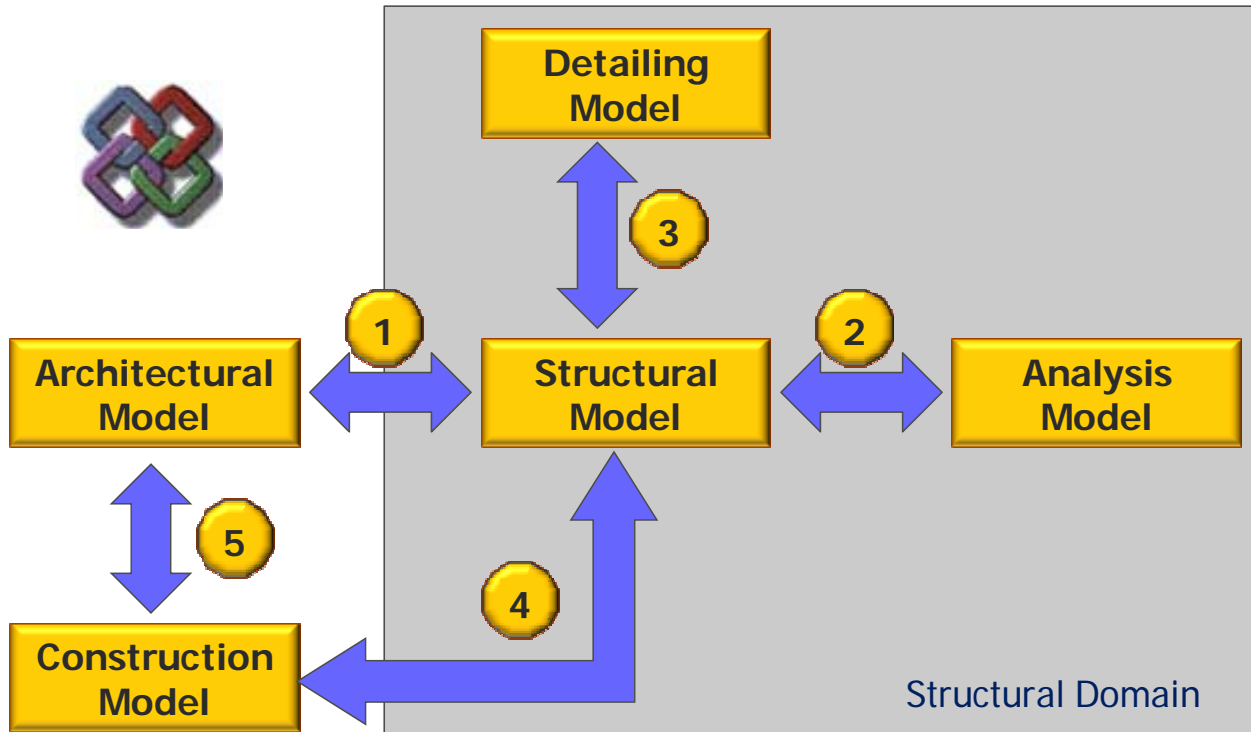 Detailing
Model
3
1
2
Architectural
Model
Structural
Model
Analysis
Model
5
4
Construction
Model
Structural Domain